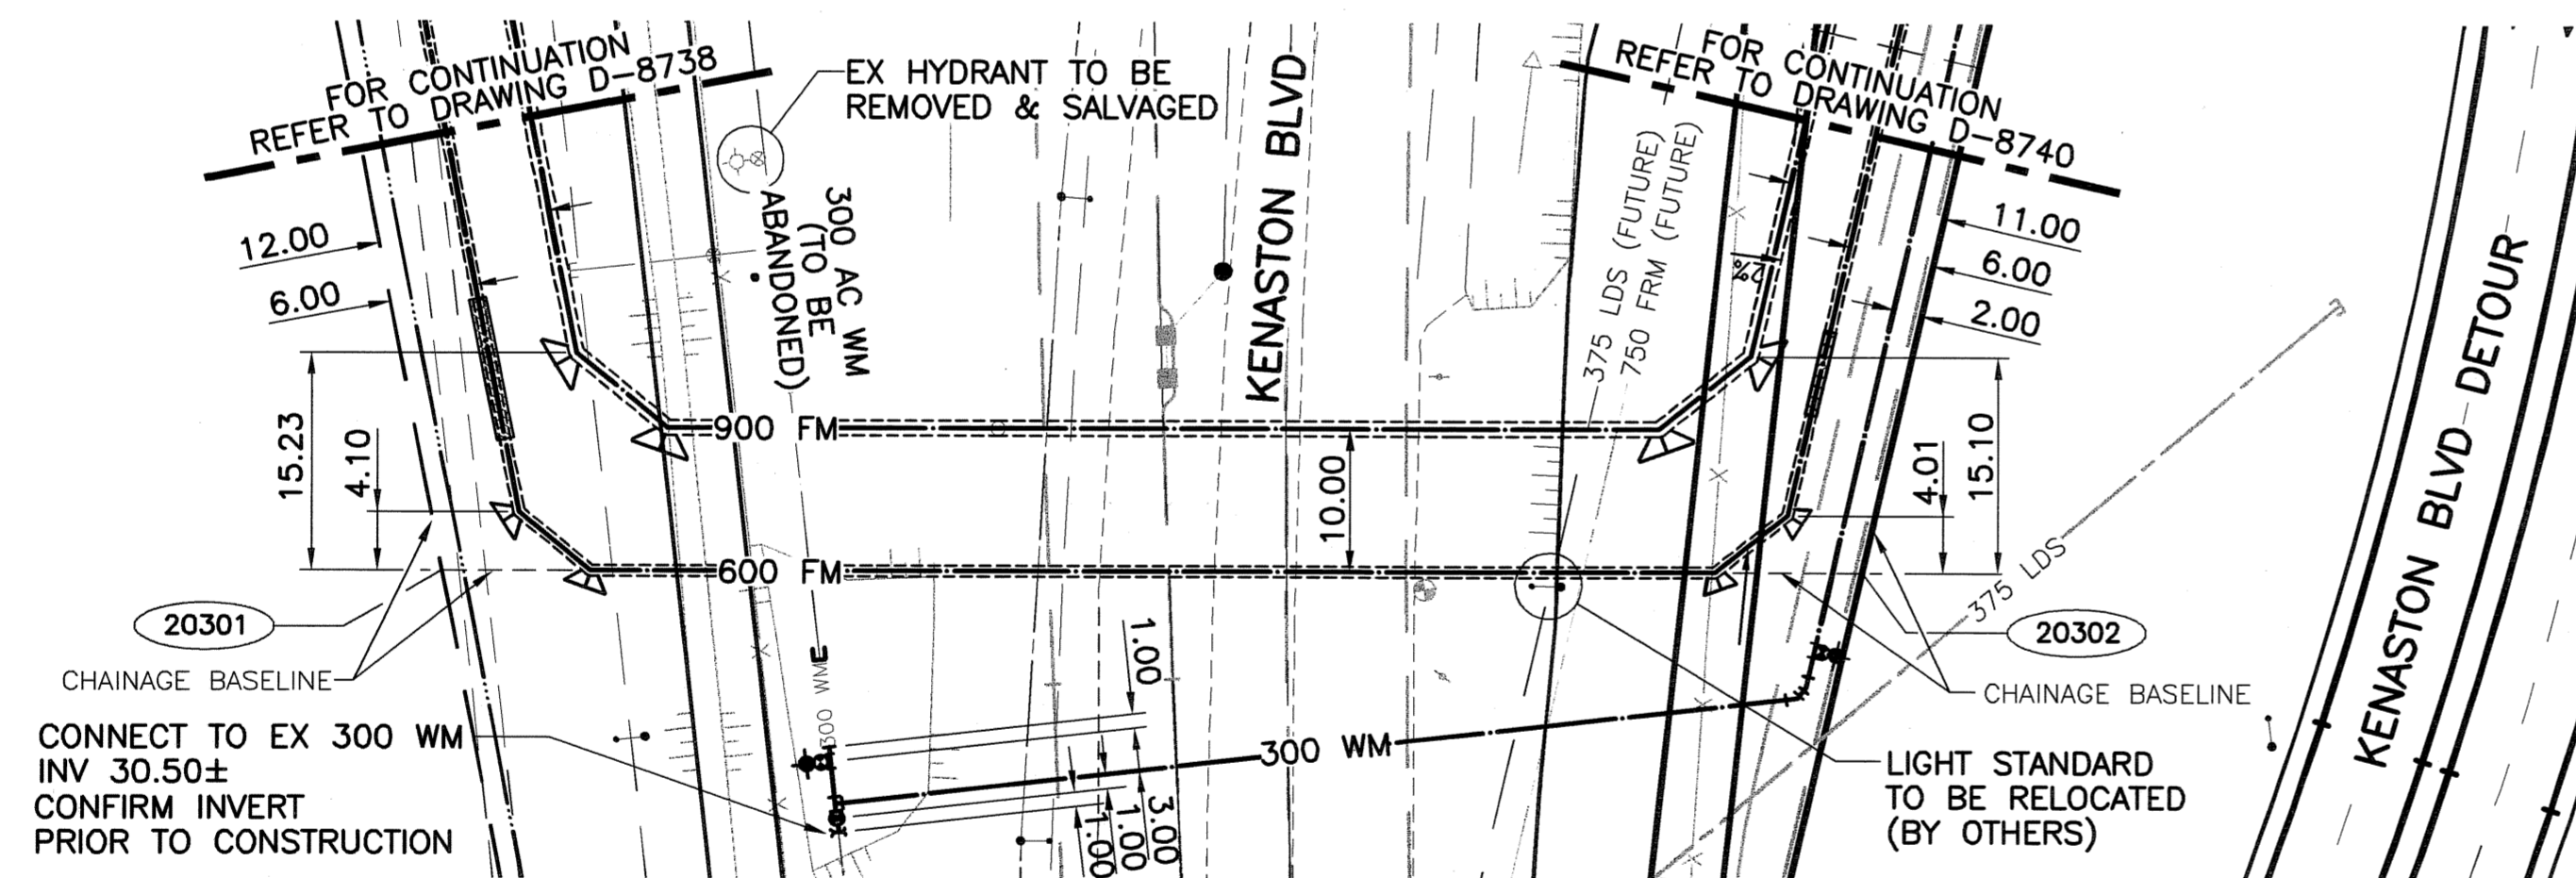 FOR CONTINUATION
REFER TO DRAWING D-8738
EX HYDRANT TO BE
REMOVED & SALVAGED
KENASTON BLVD
FOR CONTINUATION
REFER TO DRAWING D-8740
12.00
6.00
300 AC WM
(TO BE
ABANDONED)
375 LDS (FUTURE)
750 FRM (FUTURE)
2%
11.00
6.00
2.00
KENASTON BLVD DETOUR
15.23
4.10
900 FM
10.00
4.01
15.10
600 FM
375 LDS
20301
CHAINAGE BASELINE
20302
CHAINAGE BASELINE
300 WM
1.00
CONNECT TO EX 300 WM
INV 30.50±
CONFIRM INVERT
PRIOR TO CONSTRUCTION
300 WM
1.00
1.00
3.00
LIGHT STANDARD
TO BE RELOCATED
(BY OTHERS)